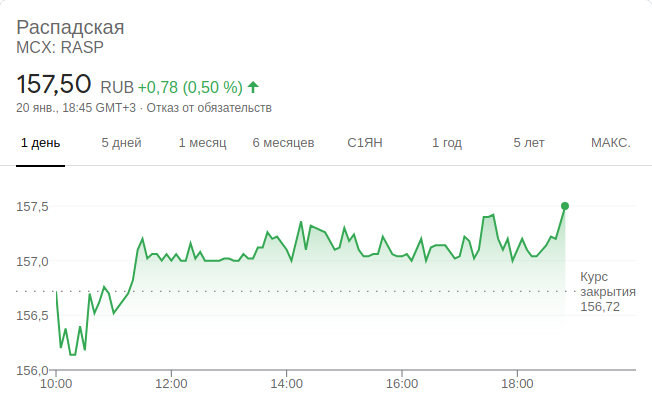 Распадская
MCX: RASP
157,50 RUB +0,78 (0,50 %)
20 янв., 18:45 GMT+3 · Отказ от обязательств
1 день 5 дней 1 месяц 6 месяцев С1ЯН 1 год 5 лет МАКС.
157,5
157,0
156,5
156,0
Курс
закрытия
156,72
10:00 12:00 14:00 16:00 18:00